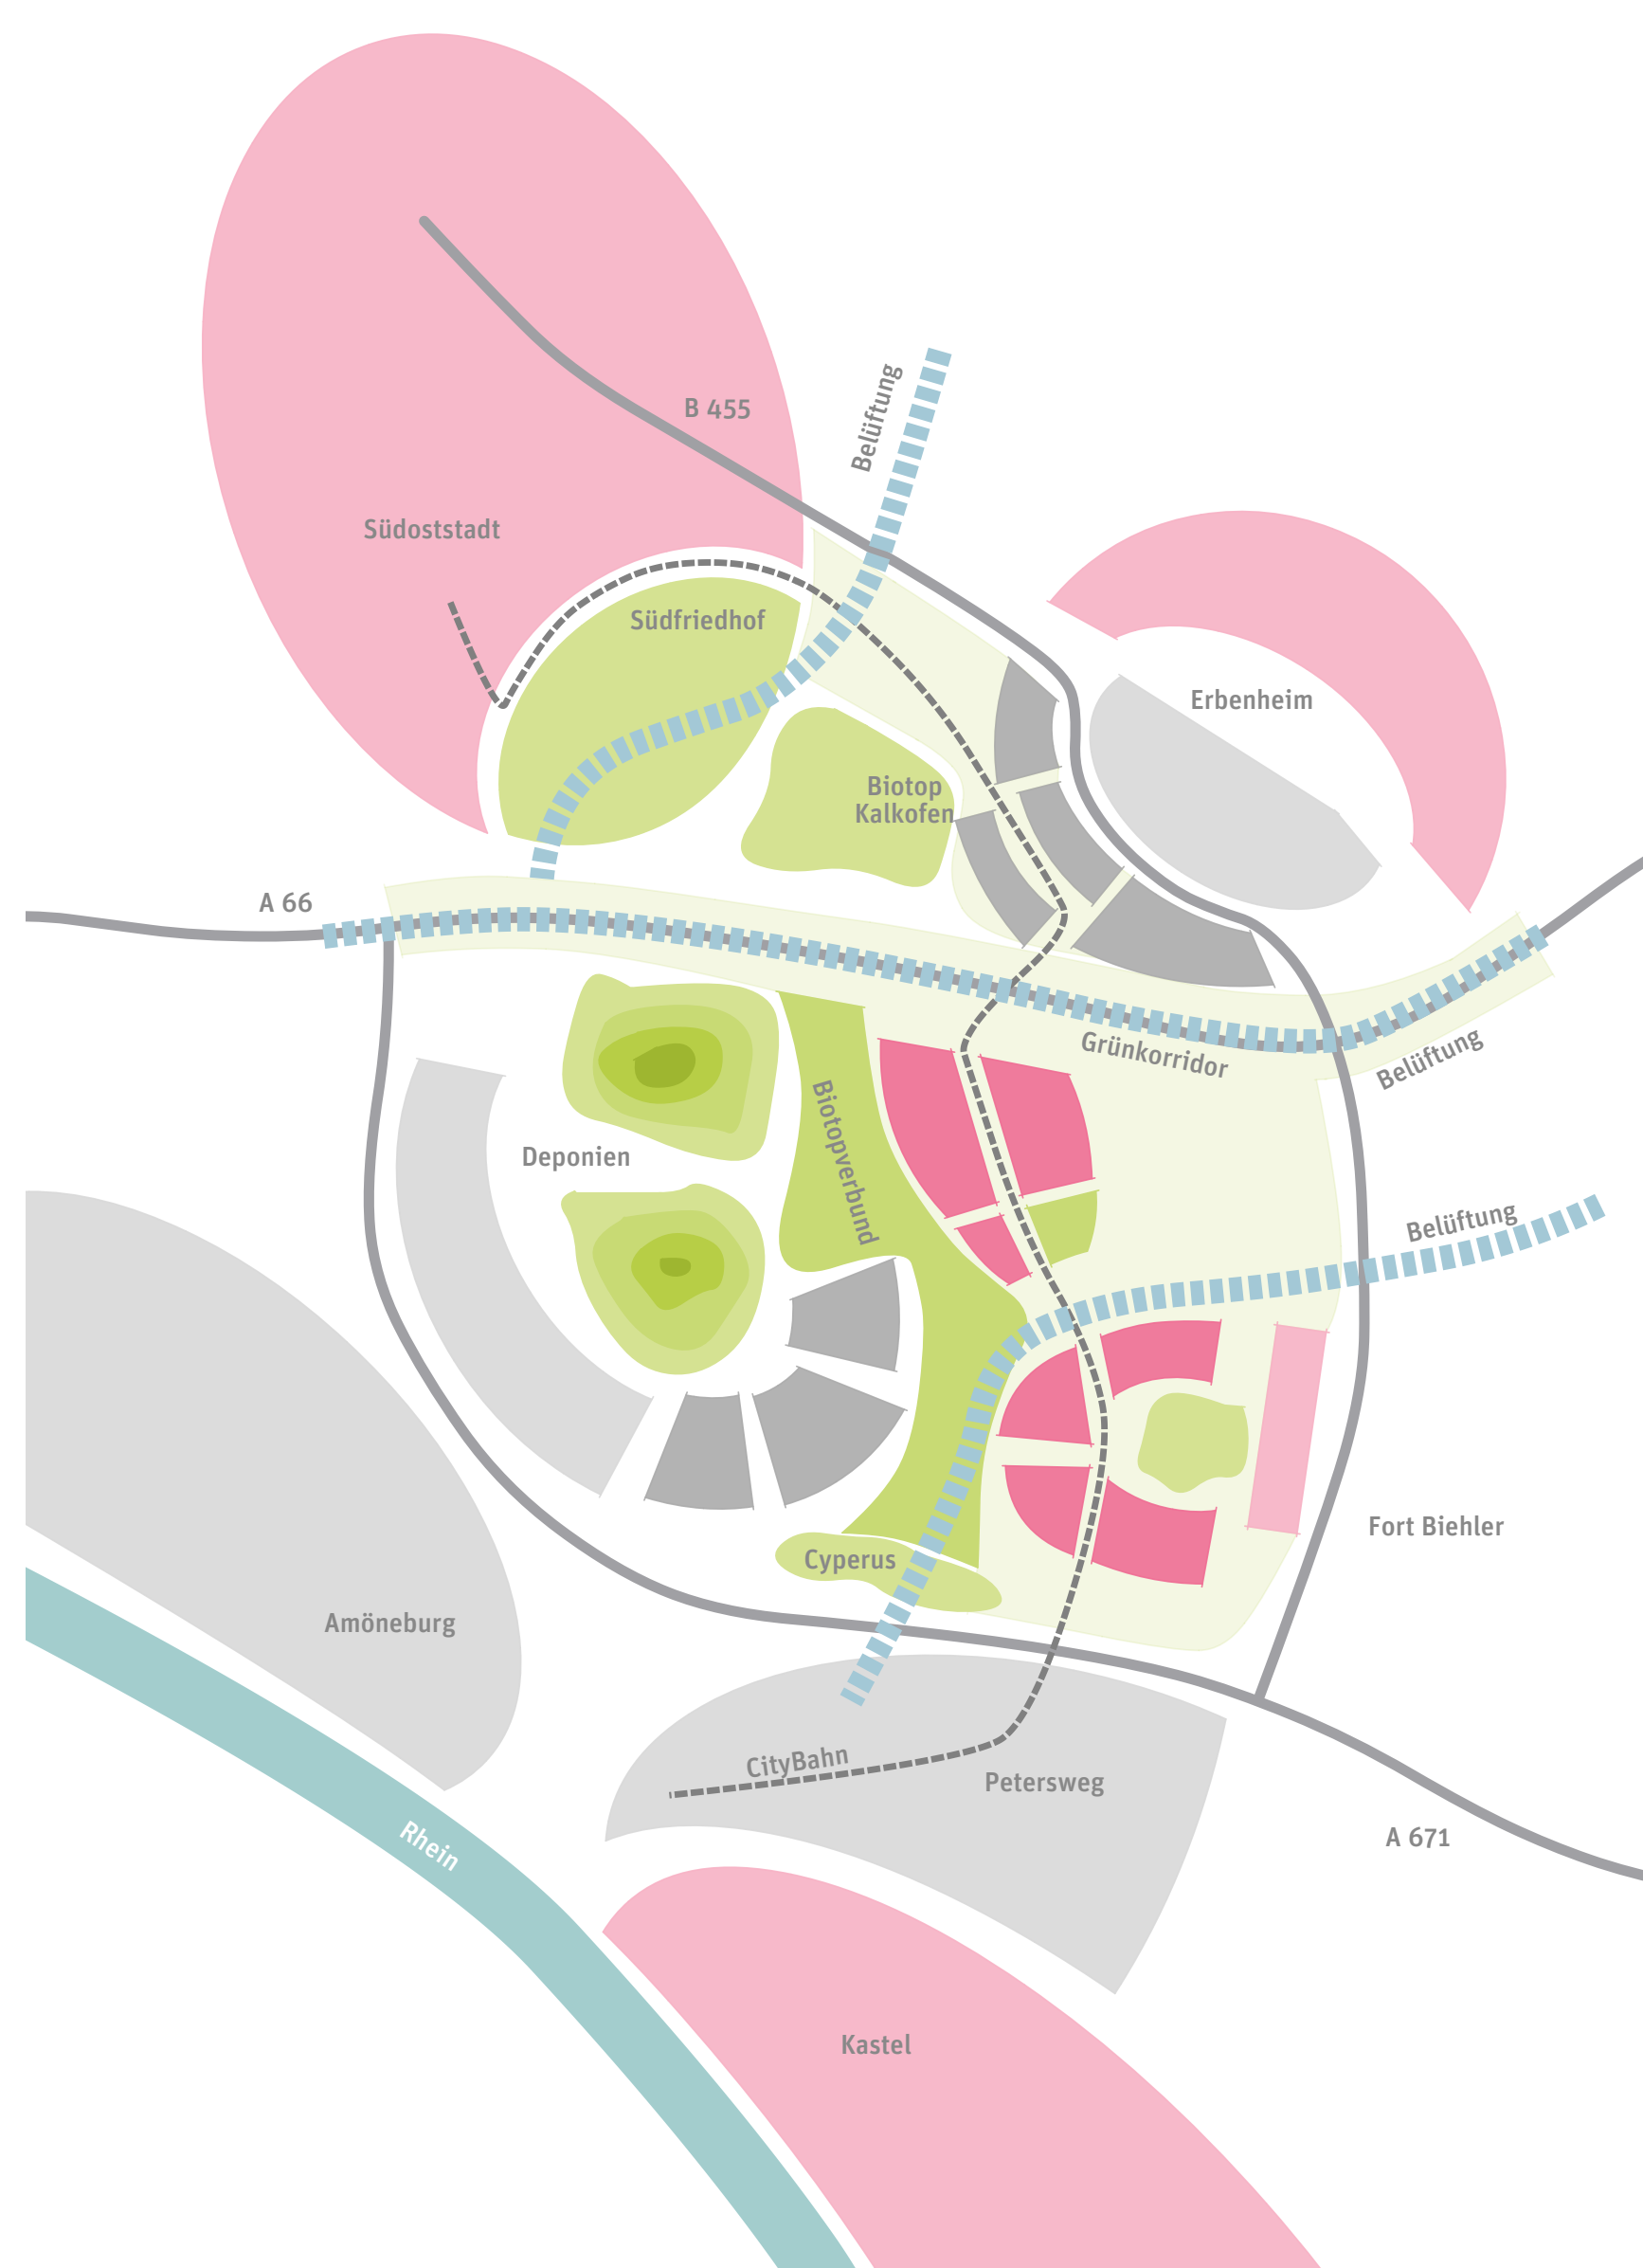 B 455
Belüftung
Südoststadt
Südfriedhof
Erbenheim
Biotop
Kalkofen
A 66
Grünkorridor
Belüftung
Biotopverbund
Deponien
Belüftung
Fort Biehler
Cyperus
Amöneburg
CityBahn
Petersweg
A 671
Rhein
Kastel